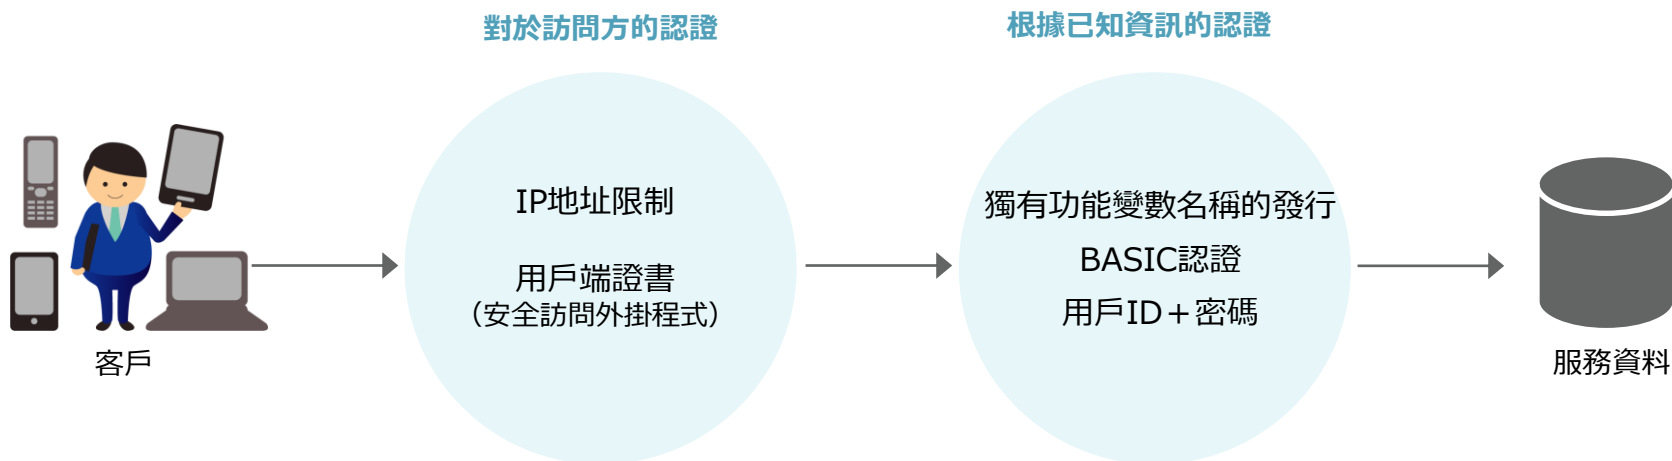 對於訪問方的認證
根據已知資訊的認證
IP地址限制
用戶端證書
（安全訪問外掛程式）
獨有功能變數名稱的發行
BASIC認證
用戶ID＋密碼
客戶
服務資料